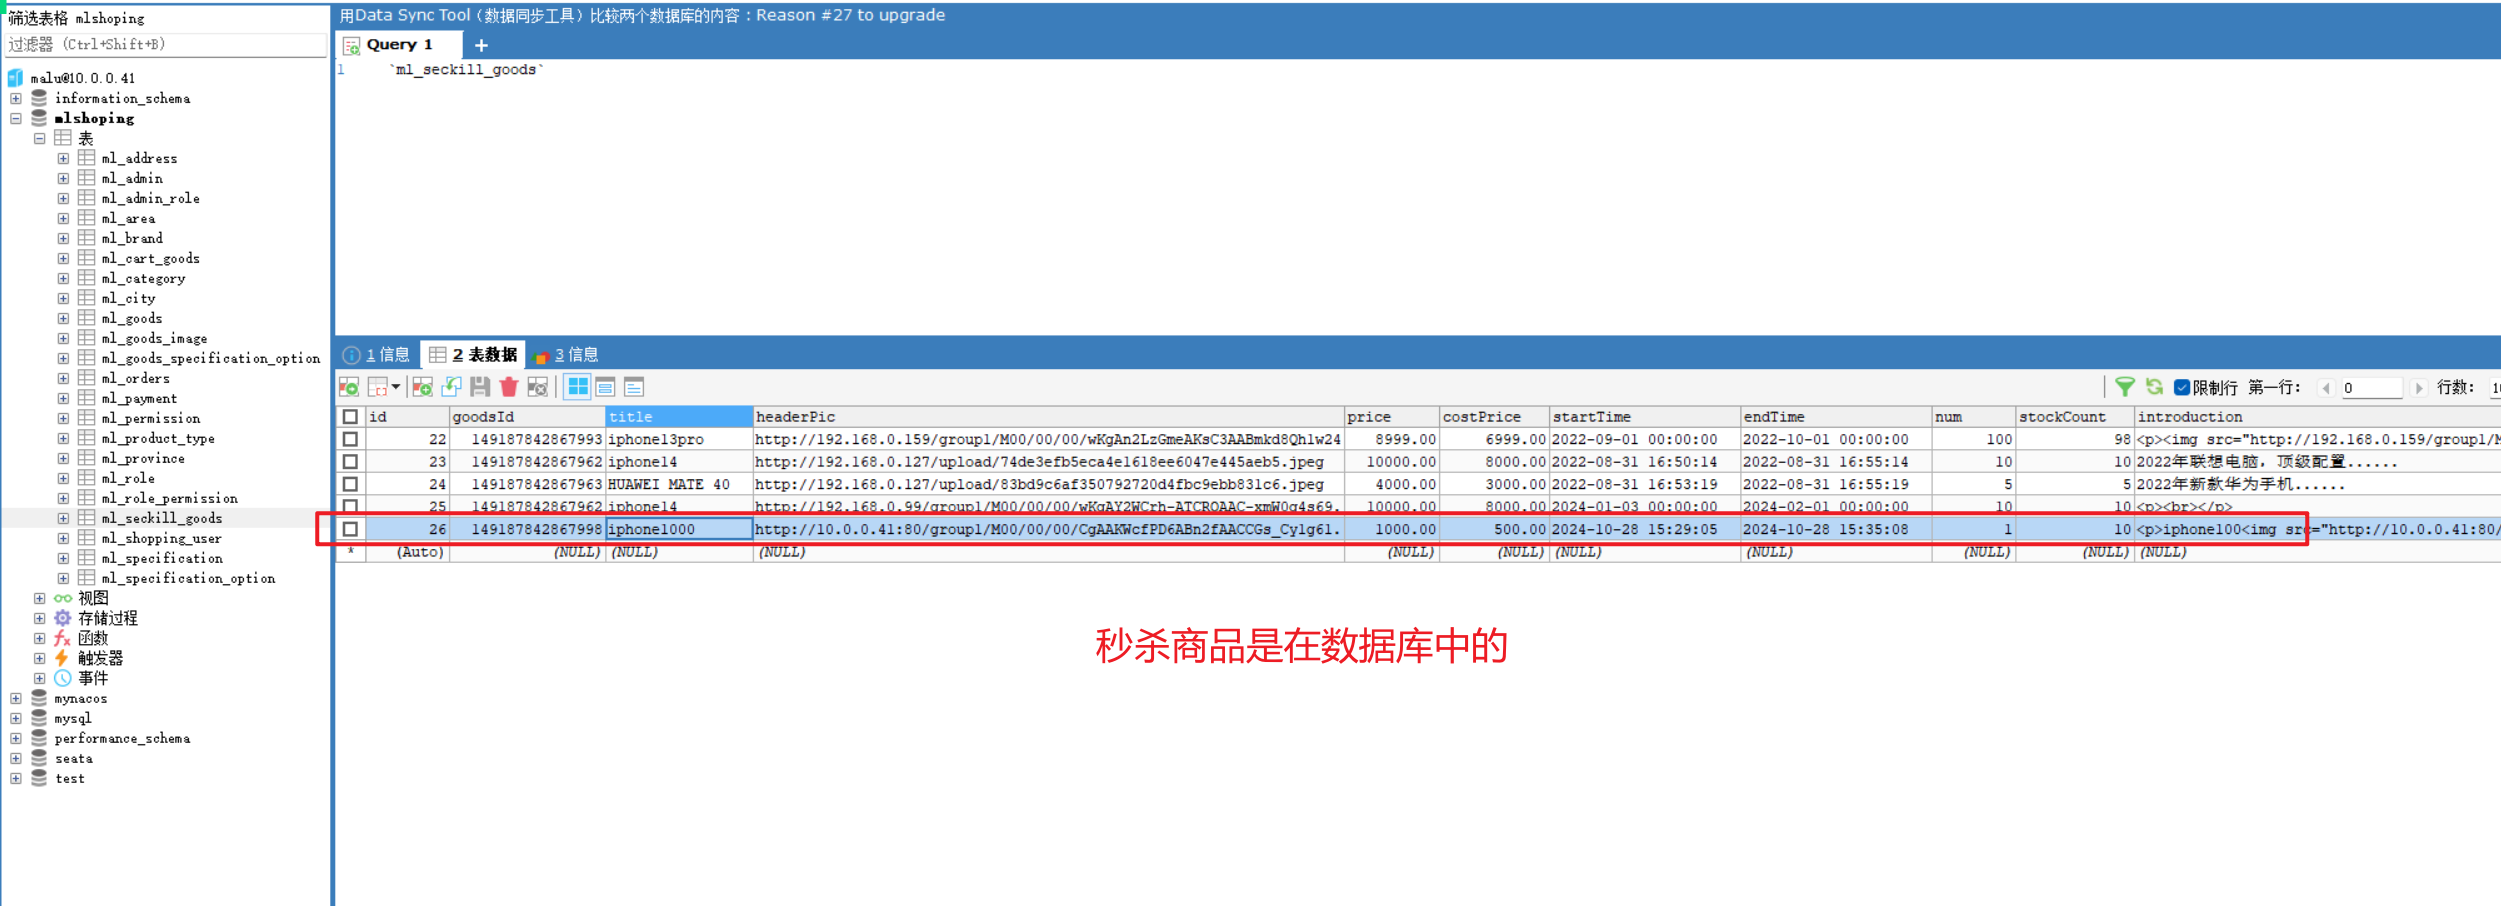 筛选表格 mlshoping
过滤器 (Ctrl+Shift+B)
malu@10.0.0.41
information_schema
mlshoping
表
ml_address
ml_admin
ml_admin_role
ml_area
ml_brand
ml_cart_goods
ml_category
ml_city
ml_goods
ml_goods_image
ml_goods_specification_option
ml_orders
ml_payment
ml_permission
ml_product_type
ml_province
ml_role
ml_role_permission
ml_seckill_goods
ml_shopping_user
ml_specification
ml_specification_option
视图
存储过程
函数
触发器
事件
mynacos
mysql
performance_schema
seata
test
用Data Sync Tool（数据同步工具）比较两个数据库的内容：Reason #27 to upgrade
Query 1 +
1 `ml_seckill_goods`
1 信息 2 表数据 3 信息
限制行 第一行： 0 行数：
id goodsId title headerPic price costPrice startTime endTime num stockCount introduction
22 149187842867993 iphone13pro http://192.168.0.159/group1/M00/00/00/wKgAn2LzGmeAKsC3AABmkd8Qh1w24 8999.00 6999.00 2022-09-01 00:00:00 2022-10-01 00:00:00 100 98 <p><img src="http://192.168.0.159/group1/M
23 149187842867962 iphone14 http://192.168.0.127/upload/74de3efb5eca4e1618ee6047e445aeb5.jpeg 10000.00 8000.00 2022-08-31 16:50:14 2022-08-31 16:55:14 10 10 2022年联想电脑，顶级配置......
24 149187842867963 HUAWEI MATE 40 http://192.168.0.127/upload/83bd9c6af350792720d4fbc9ebb831c6.jpeg 4000.00 3000.00 2022-08-31 16:53:19 2022-08-31 16:55:19 5 5 2022年新款华为手机......
25 149187842867962 iphone14 http://192.168.0.99/group1/M00/00/00/wKgAY2WCrh-ATCROAAC-xmW0q4s69. 10000.00 8000.00 2024-01-03 00:00:00 2024-02-01 00:00:00 10 10 <p><br></p>
26 149187842867998 iphone1000 http://10.0.0.41:80/group1/M00/00/00/CgAAKWcfPD6ABn2fAACCGs_Cylg61. 1000.00 500.00 2024-10-28 15:29:05 2024-10-28 15:35:08 1 10 <p>iphone100<img src="http://10.0.0.41:80/
* (Auto) (NULL) (NULL) (NULL) (NULL) (NULL) (NULL) (NULL) (NULL) (NULL) (NULL)
秒杀商品是在数据库中的